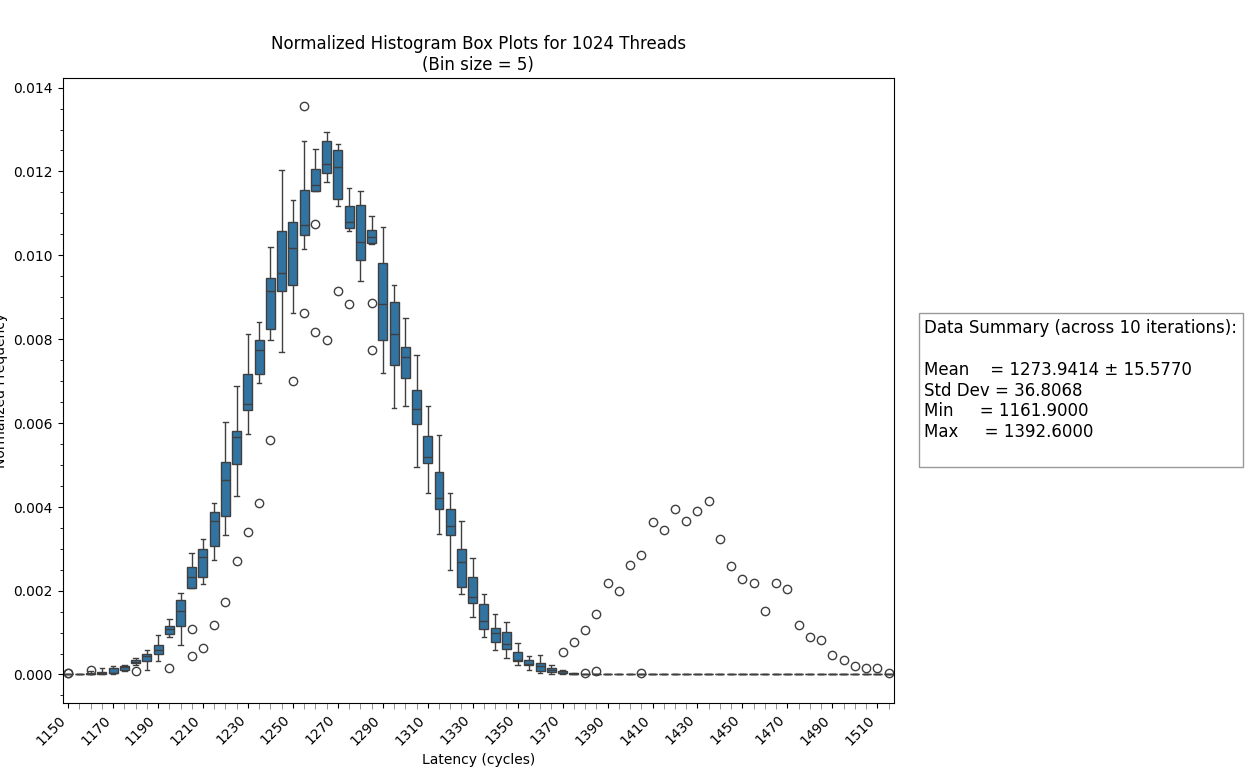 Normalized Histogram Box Plots for 1024 Threads
(Bin size = 5)
0.014
0.012
0.010
0.008
0.006
0.004
0.002
0.000
Normalized Frequency
1150 1170 1190 1210 1230 1250 1270 1290 1310 1330 1350 1370 1390 1410 1430 1450 1470 1490 1510
Latency (cycles)
Data Summary (across 10 iterations):
Mean = 1273.9414 ± 15.5770
Std Dev = 36.8068
Min = 1161.9000
Max = 1392.6000